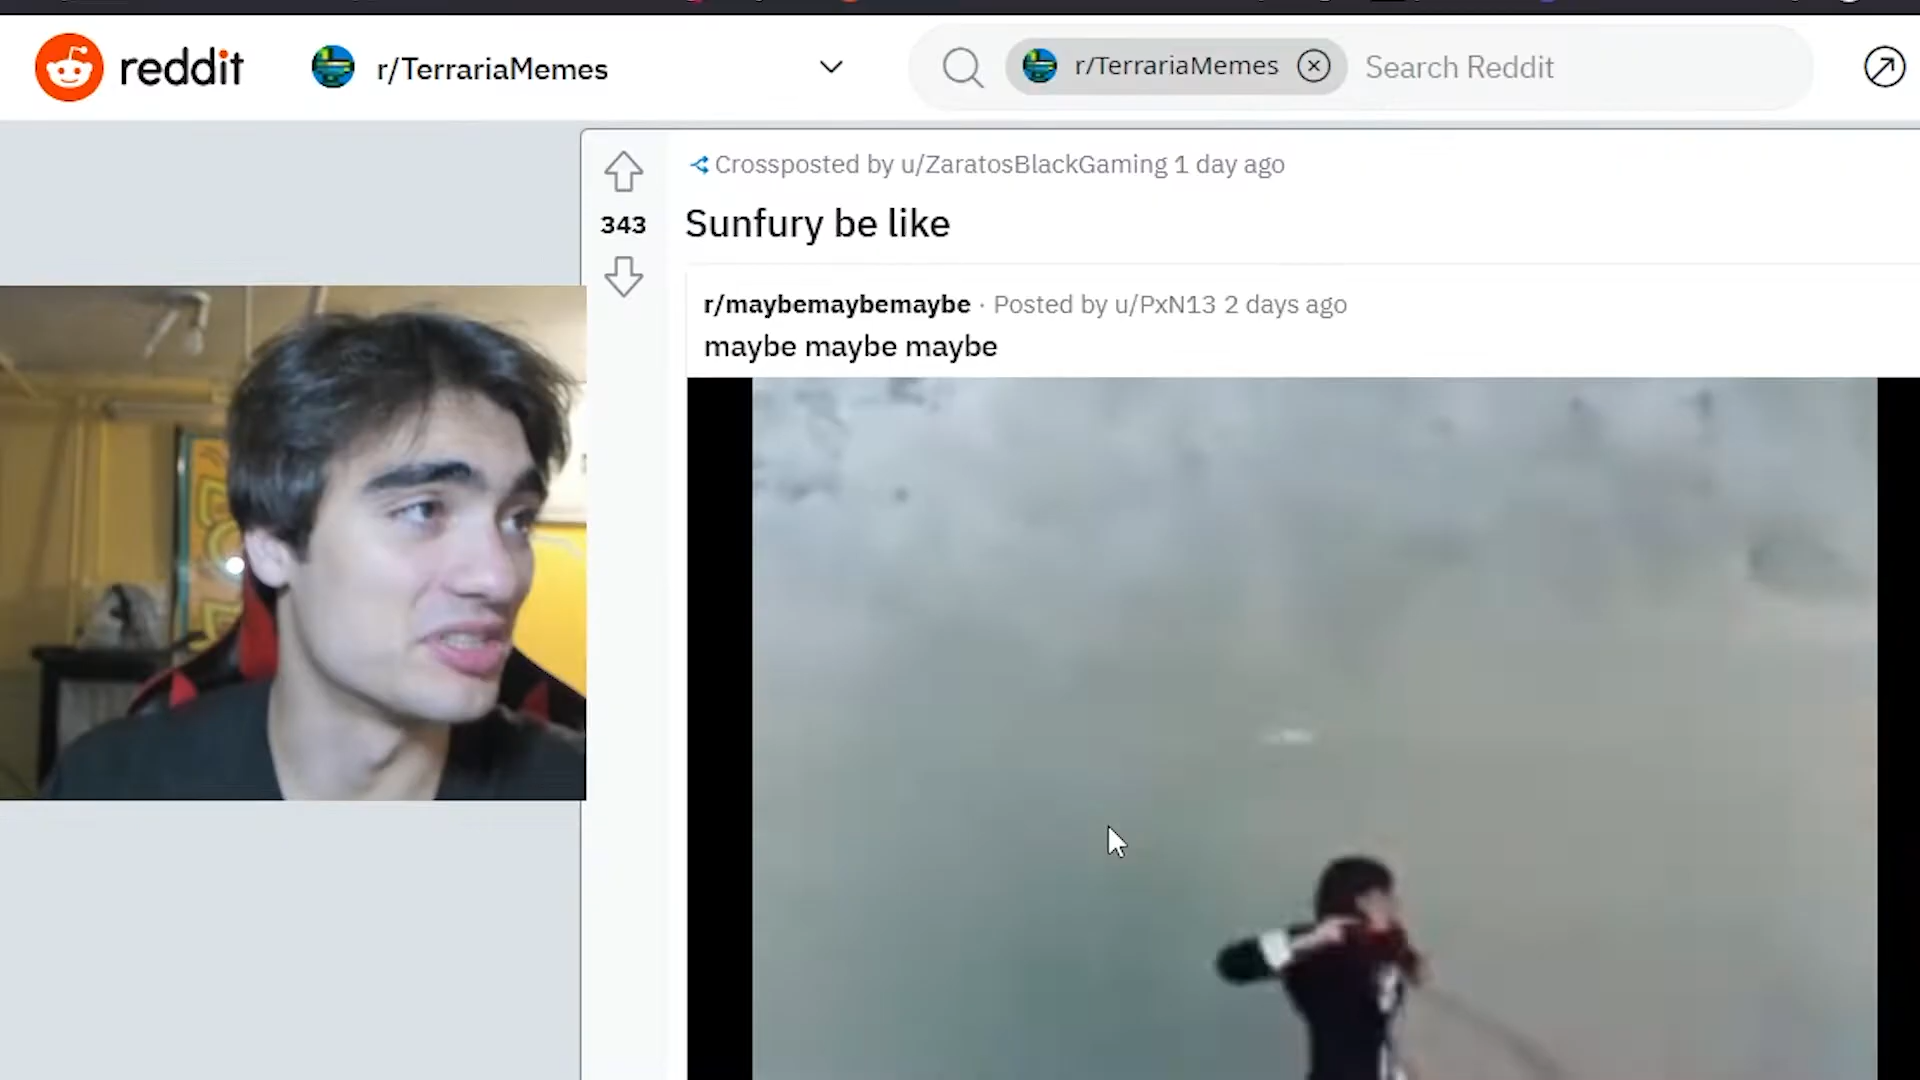 reddit
r/TerrariaMemes
r/TerrariaMemes
Search Reddit
Crossposted by u/ZaratosBlackGaming 1 day ago
343
Sunfury be like
r/maybemaybemaybe · Posted by u/PxN13 2 days ago
maybe maybe maybe